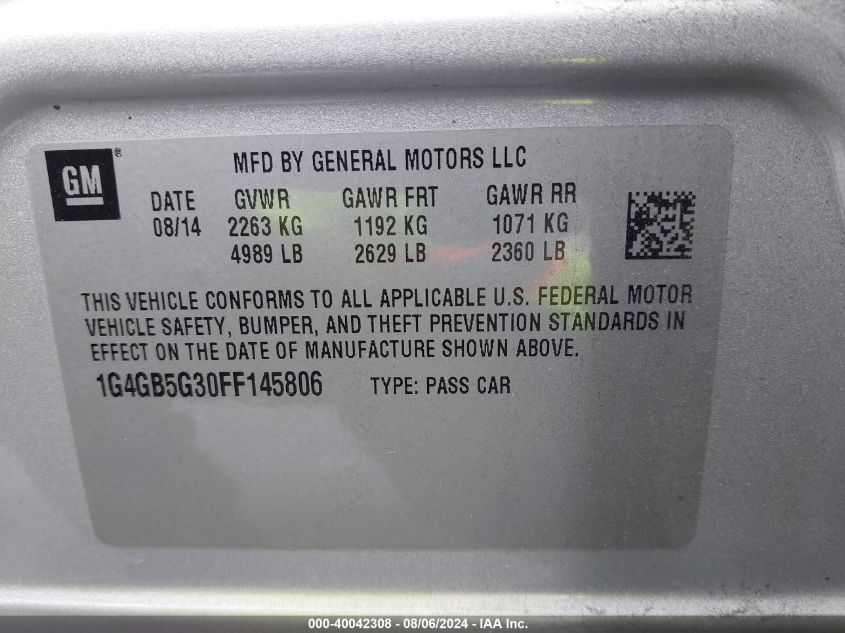 GM®
MFD BY GENERAL MOTORS LLC
DATE GVWR GAWR FRT GAWR RR
08/14 2263 KG 1192 KG 1071 KG
4989 LB 2629 LB 2360 LB
THIS VEHICLE CONFORMS TO ALL APPLICABLE U.S. FEDERAL MOTOR
VEHICLE SAFETY, BUMPER, AND THEFT PREVENTION STANDARDS IN
EFFECT ON THE DATE OF MANUFACTURE SHOWN ABOVE.
1G4GB5G30FF145806 TYPE: PASS CAR
000-40042308 - 08/06/2024 - IAA Inc.